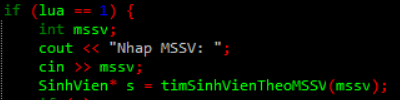 if (lua == 1) {
int mssv;
cout << "Nhap MSSV: ";
cin >> mssv;
SinhVien* s = timSinhVienTheoMSSV(mssv);